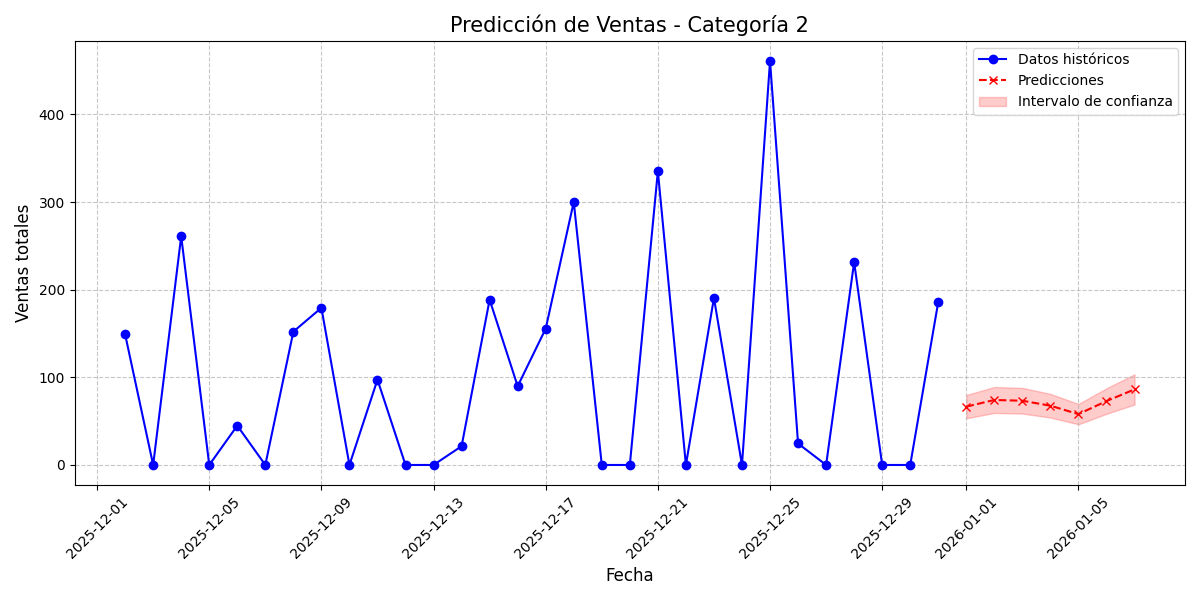 Predicción de Ventas - Categoría 2
Datos históricos
Predicciones
Intervalo de confianza
Ventas totales
400
300
200
100
0
2025-12-01
2025-12-05
2025-12-09
2025-12-13
2025-12-17
2025-12-21
2025-12-25
2025-12-29
2026-01-01
2026-01-05
Fecha